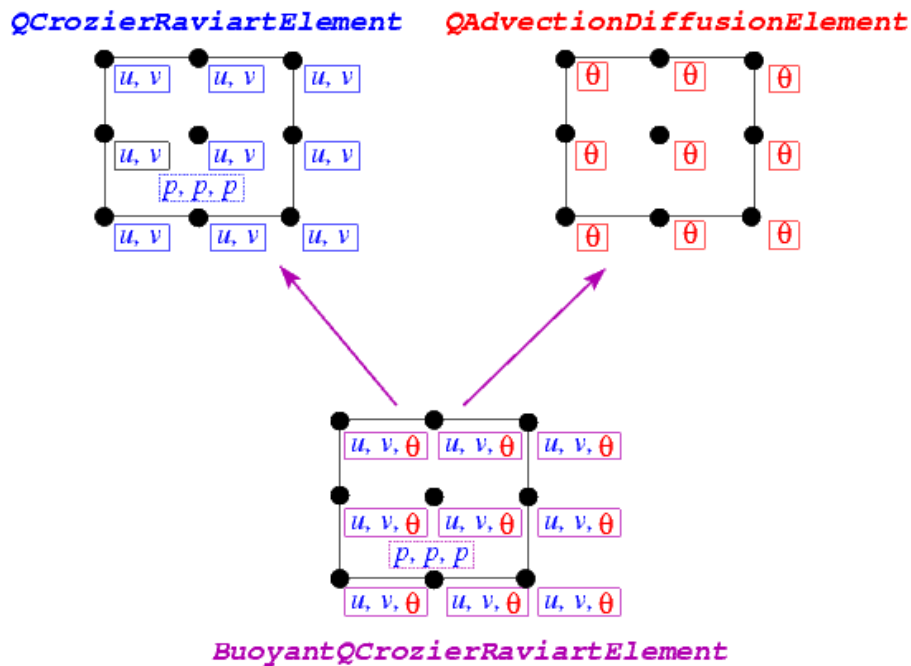 QCrozierRaviartElement QAdvectionDiffusionElement
u, v u, v u, v θ θ θ
u, v u, v u, v θ θ θ
p, p, p
u, v u, v u, v θ θ θ
u, v, θ u, v, θ u, v, θ
u, v, θ u, v, θ u, v, θ
p, p, p
u, v, θ u, v, θ u, v, θ
BuoyantQCrozierRaviartElement